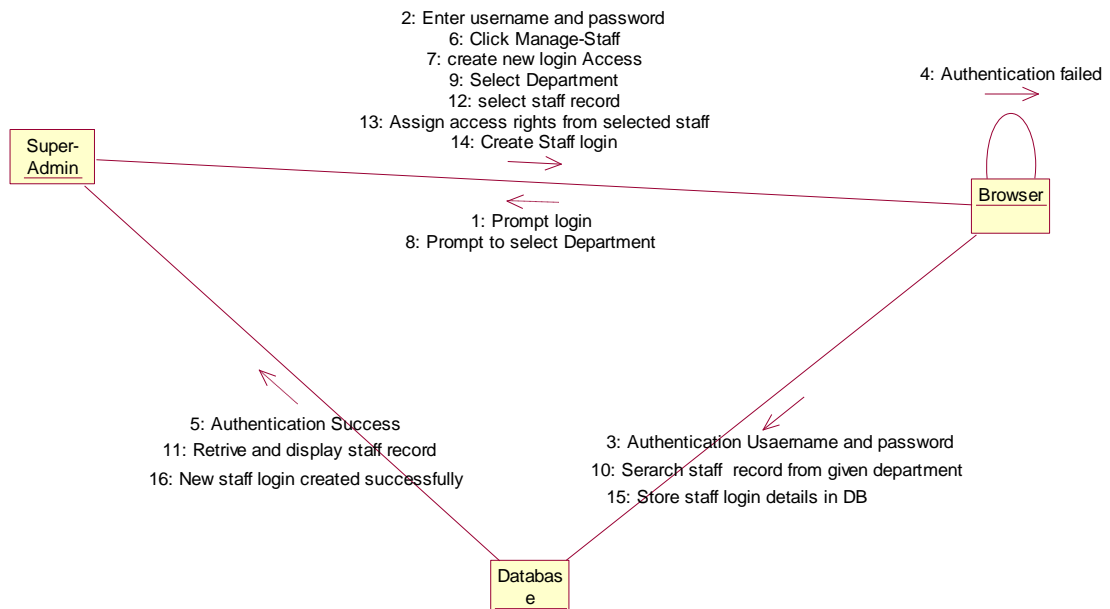 2: Enter username and password
6: Click Manage-Staff
7: create new login Access
9: Select Department
12: select staff record
13: Assign access rights from selected staff
14: Create Staff login
4: Authentication failed
Super-
Admin
Browser
1: Prompt login
8: Prompt to select Department
5: Authentication Success
11: Retrive and display staff record
16: New staff login created successfully
3: Authentication Usaername and password
10: Serarch staff record from given department
15: Store staff login details in DB
Databas
e